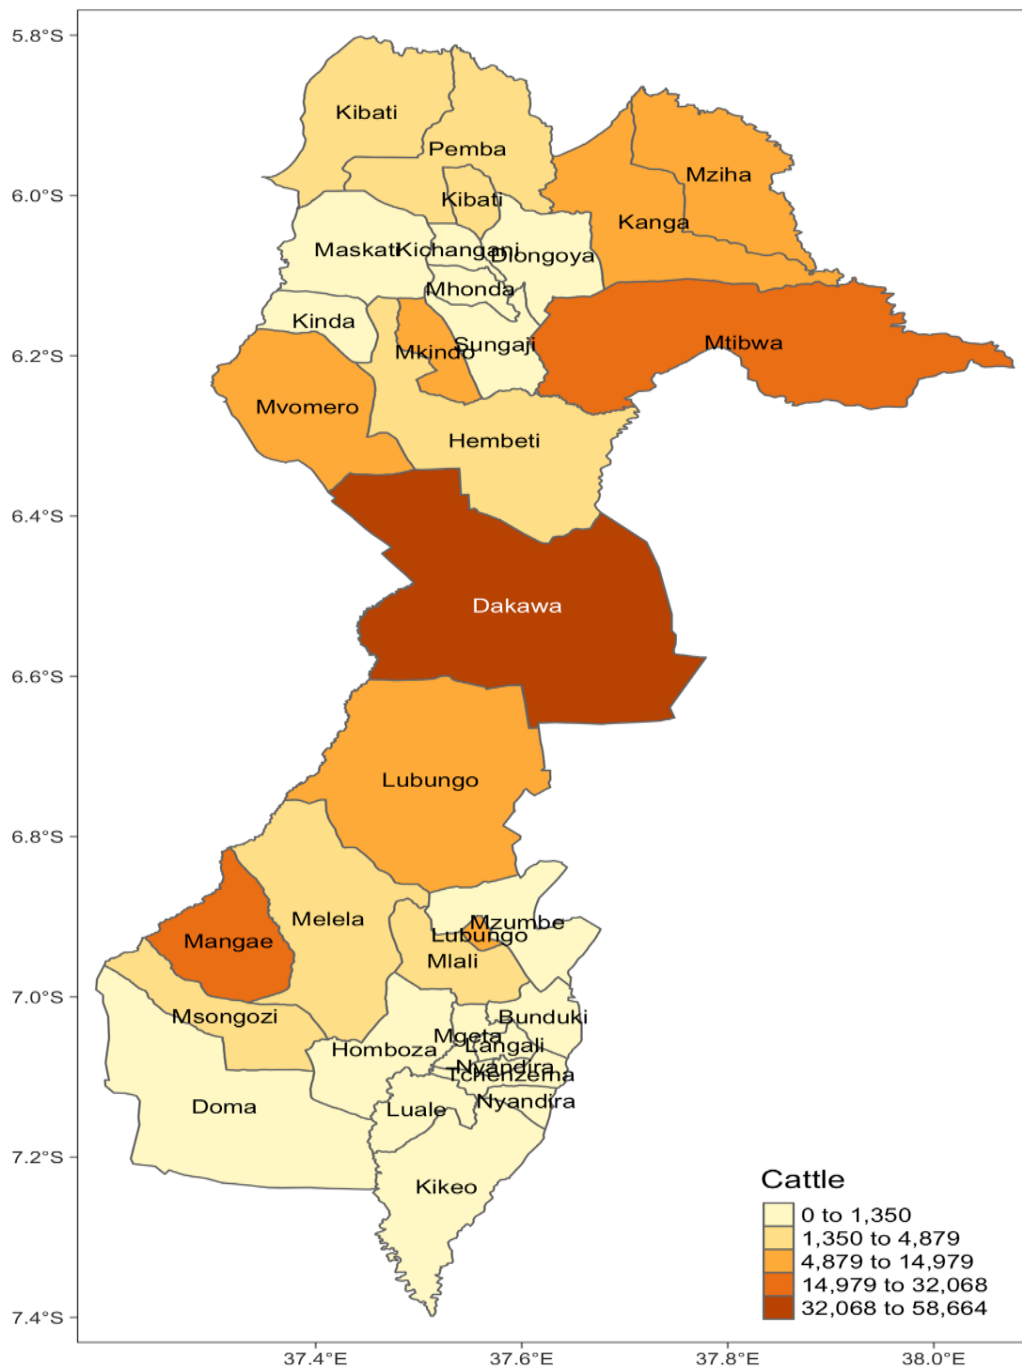 5.8°S
Kibati
Pemba
Mziha
6.0°S
Kibati
Kanga
Maskati
Kichangani
Diongoya
Mhonda
Kinda
6.2°S
Mkindo
Sungaji
Mtibwa
Mvomero
Hembeti
6.4°S
Dakawa
6.6°S
Lubungo
6.8°S
Melela
Mzumbe
Mangae
Lubungo
Mlali
7.0°S
Msongozi
Bunduki
Mgeta
Langali
Homboza
Nyandira
Tchenzema
Doma
Luale
Nyandira
7.2°S
Kikeo
Cattle
0 to 1,350
1,350 to 4,879
4,879 to 14,979
14,979 to 32,068
32,068 to 58,664
7.4°S
37.4°E 37.6°E 37.8°E 38.0°E